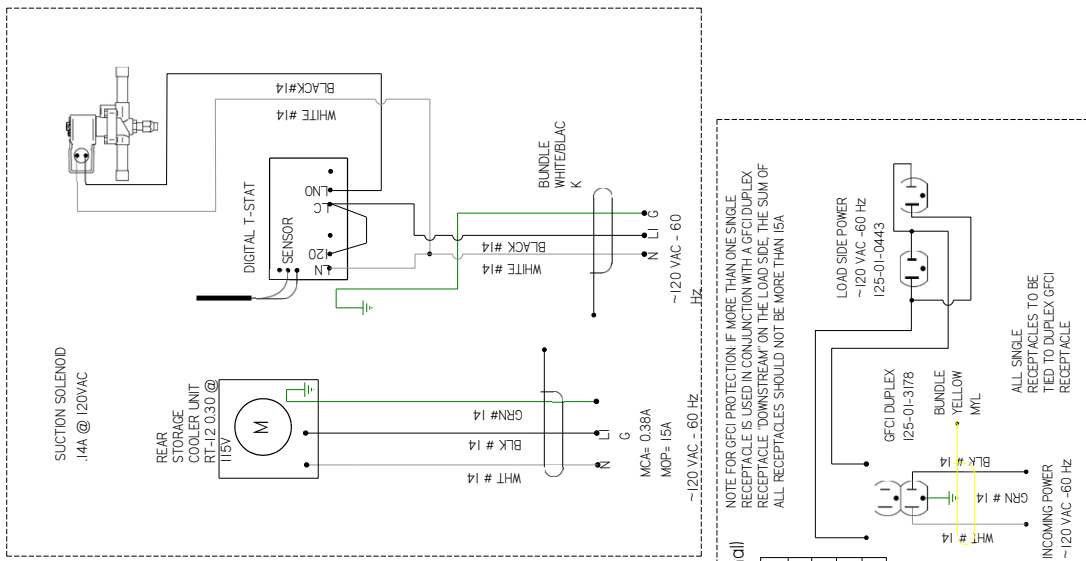 SUCTION SOLENOID
.14A @ 120VAC
BLACK#14
WHITE #14
DIGITAL T-STAT
SENSOR
LNO
LC
120
LN
BUNDLE
WHITE/BLAC
K
BLACK #14
WHITE #14
G
L1
N
~120 VAC - 60
Hz
REAR
STORAGE
COOLER UNIT
RT-12 0.30 @
115V
M
GRN# 14
BLK # 14
WHT # 14
G
L1
N
MCA= 0.38A
MOP= 15A
~120 VAC - 60 Hz
NOTE FOR GFCI PROTECTION: IF MORE THAN ONE SINGLE
RECEPTACLE IS USED IN CONJUNCTION WITH A GFCI DUPLEX
RECEPTACLE "DOWNSTREAM" ON THE LOAD SIDE, THE SUM OF
ALL RECEPTACLES SHOULD NOT BE MORE THAN 15A
LOAD SIDE POWER
~120 VAC -60 Hz
125-01-0443
GFCI DUPLEX
125-01-3178
BUNDLE
YELLOW
MYL
ALL SINGLE
RECEPTACLES TO BE
TIED TO DUPLEX GFCI
RECEPTACLE
BLK # 14
GRN # 14
WHT # 14
INCOMING POWER
~120 VAC -60 Hz
nal)